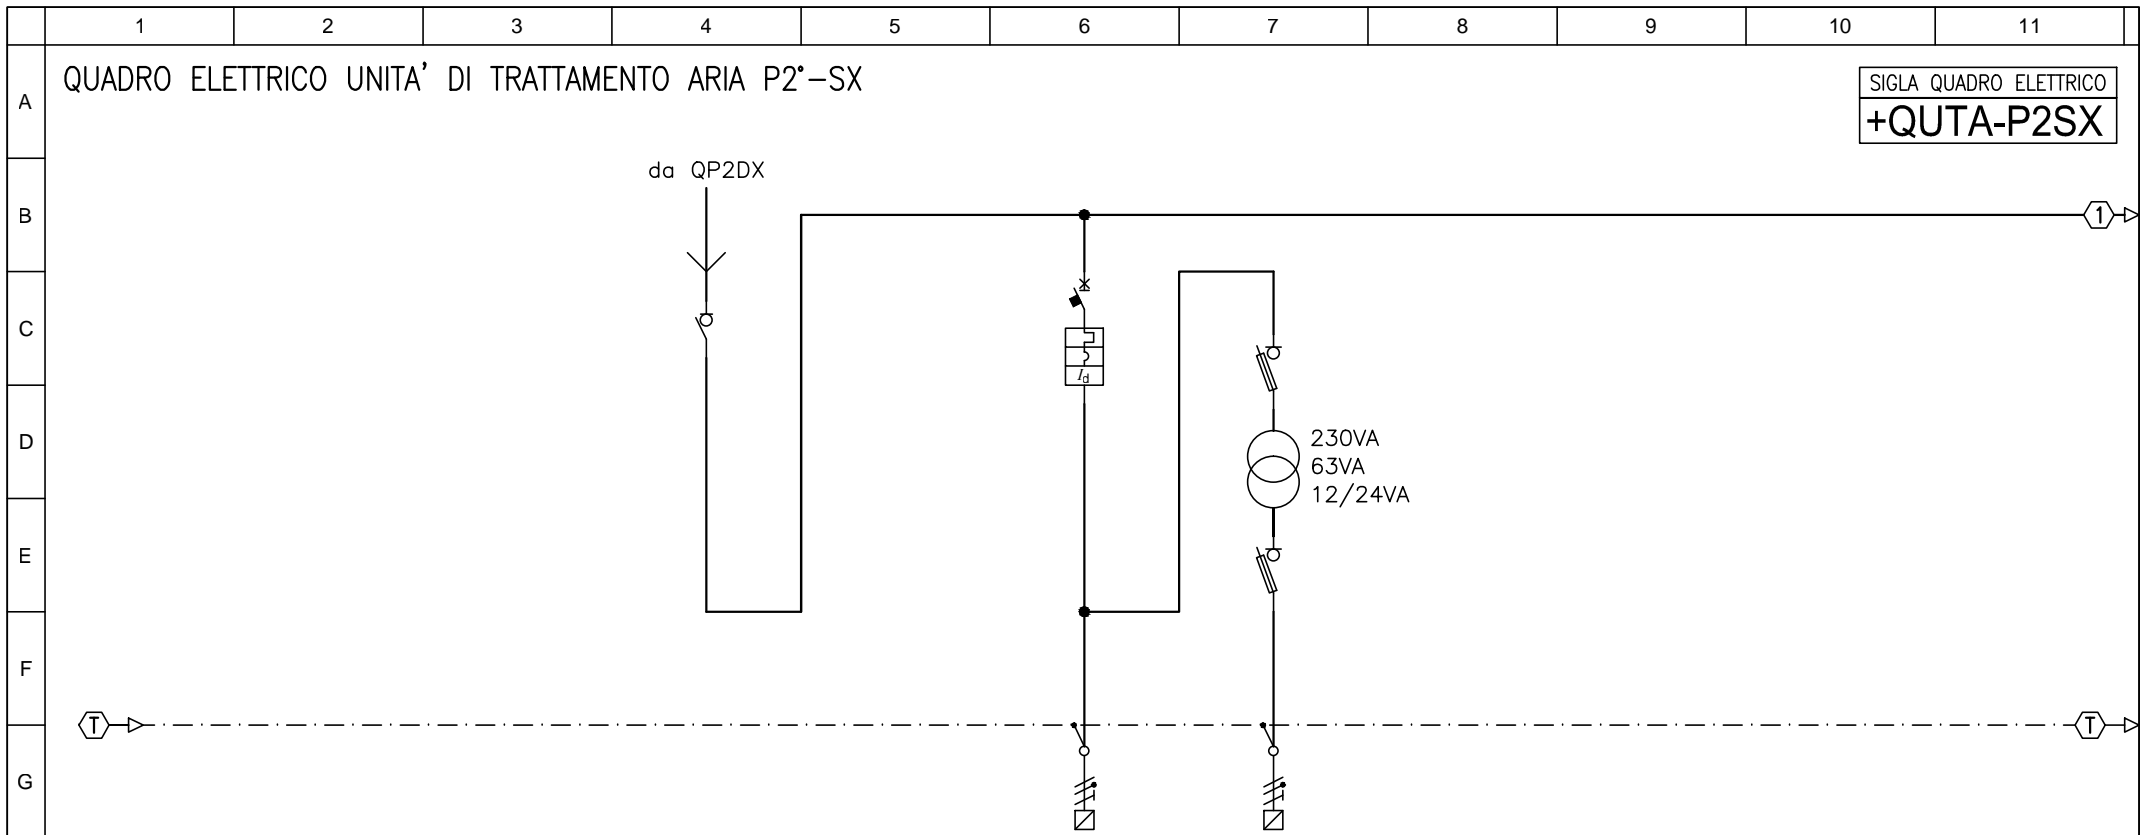 1 2 3 4 5 6 7 8 9 10 11
A
QUADRO ELETTRICO UNITA' DI TRATTAMENTO ARIA P2°-SX
SIGLA QUADRO ELETTRICO
+QUTA-P2SX
da QP2DX
B
1
C
Id
D
230VA
63VA
12/24VA
E
F
T
T
G